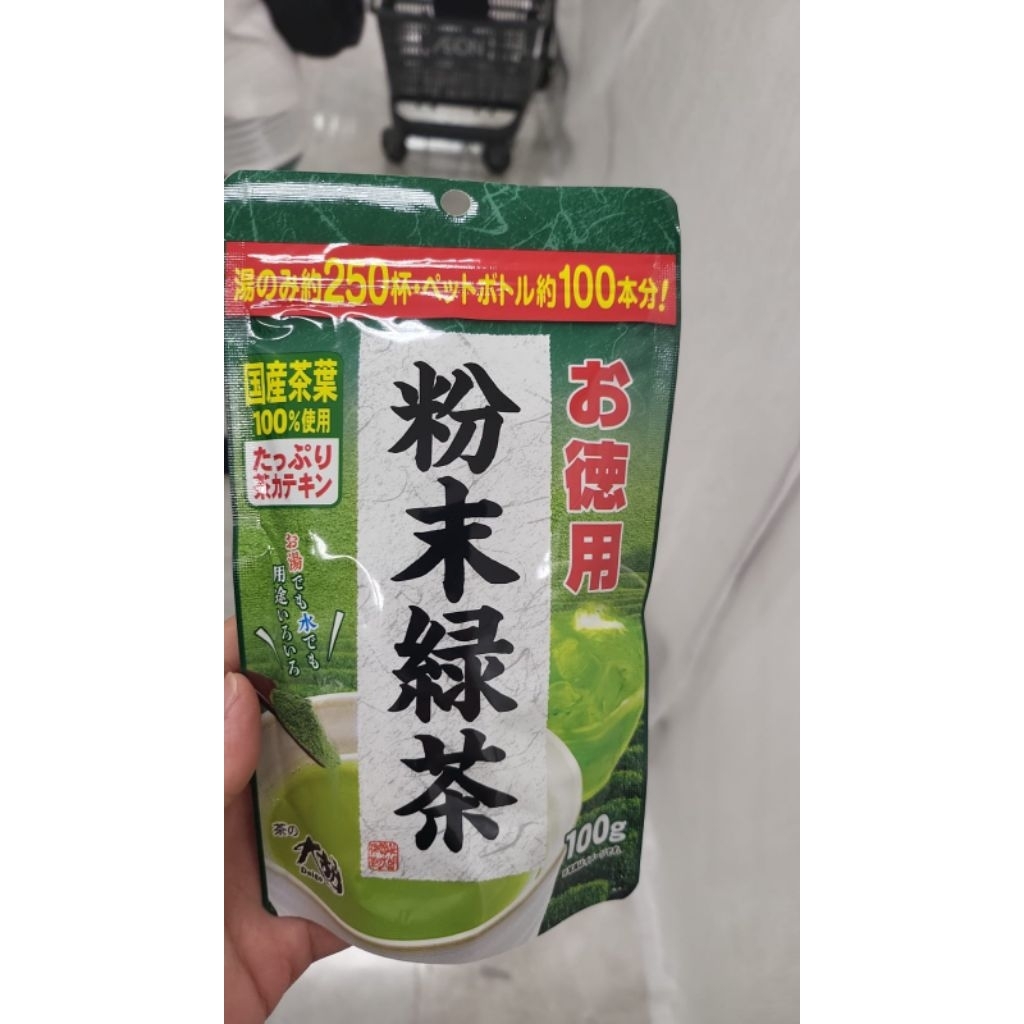 AEON
湯のみ約250杯・ペットボトル約100本分!
国産茶葉
100%使用
たっぷり
茶カテキン
お徳用
粉末緑茶
お湯でも水でも
用途いろいろ
茶の
大物
Daigo
100g